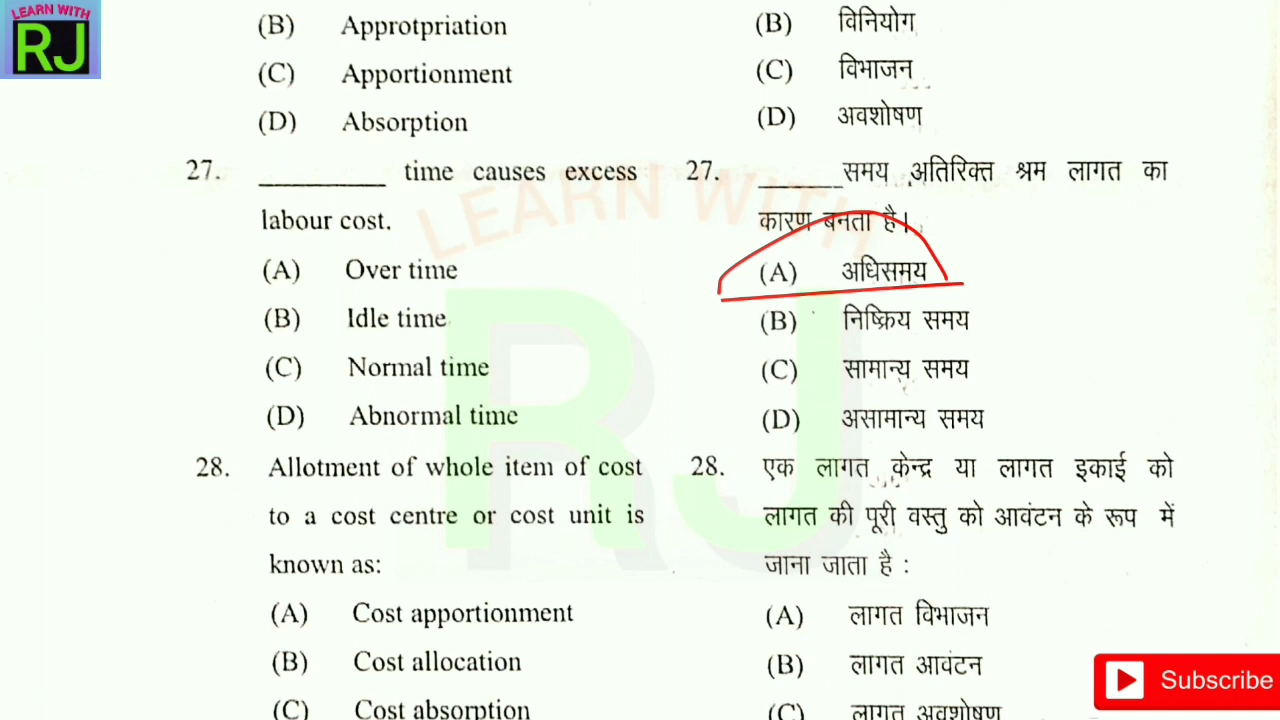 LEARN WITH
RJ
(B) Approtpriation
(C) Apportionment
(D) Absorption
27. ________ time causes excess
labour cost.
(A) Over time
(B) Idle time
(C) Normal time
(D) Abnormal time
28. Allotment of whole item of cost
to a cost centre or cost unit is
known as:
(A) Cost apportionment
(B) Cost allocation
(C) Cost absorption
(B) विनियोग
(C) विभाजन
(D) अवशोषण
27. ______समय अतिरिक्त श्रम लागत का
कारण बनता है।
(A) अधिसमय
(B) निष्क्रिय समय
(C) सामान्य समय
(D) असामान्य समय
28. एक लागत केन्द्र या लागत इकाई को
लागत की पूरी वस्तु को आवंटन के रूप में
जाना जाता है :
(A) लागत विभाजन
(B) लागत आवंटन
(C) लागत अवशोषण
LEARN WITH
RJ
Subscribe